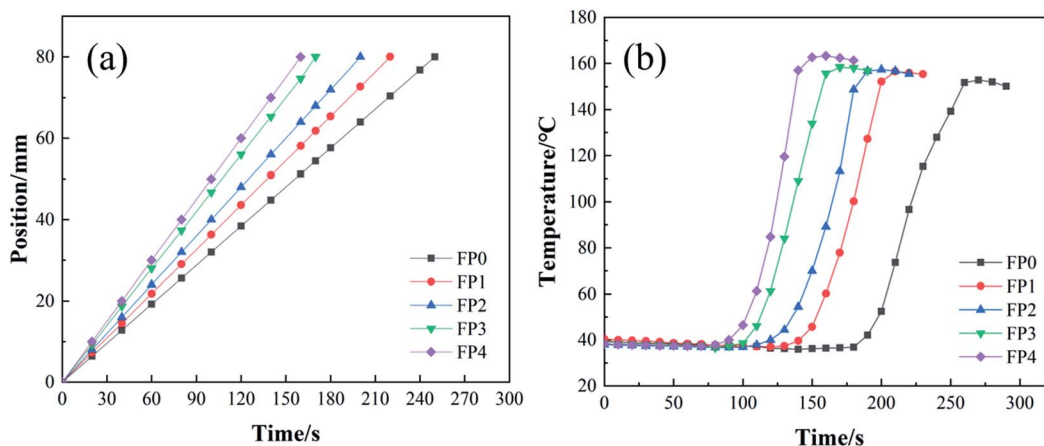 (a)
Position/mm
80
60
40
20
0
0 30 60 90 120 150 180 210 240 270 300
Time/s
FP0
FP1
FP2
FP3
FP4
(b)
Temperature/°C
180
160
140
120
100
80
60
40
20
0 50 100 150 200 250 300
Time/s
FP0
FP1
FP2
FP3
FP4